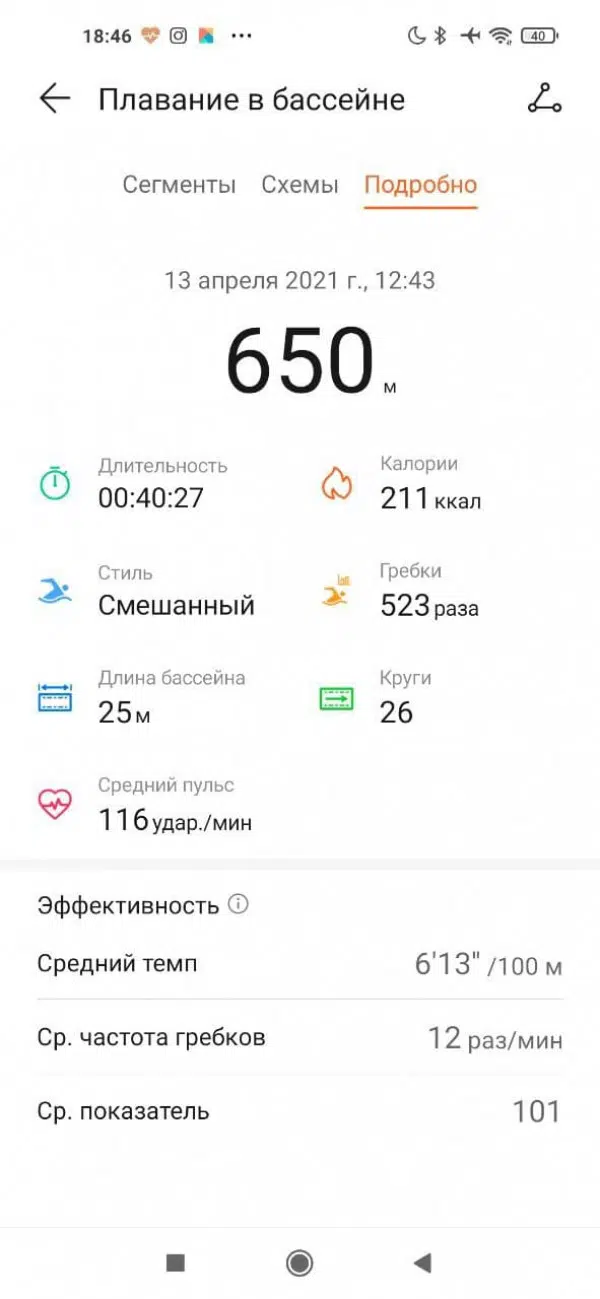 18:46
40
Плавание в бассейне
Сегменты Схемы Подробно
13 апреля 2021 г., 12:43
650 м
Длительность
00:40:27
Калории
211 ккал
Стиль
Смешанный
Гребки
523 раза
Длина бассейна
25 м
Круги
26
Средний пульс
116 удар./мин
Эффективность
Средний темп 6'13" /100 м
Ср. частота гребков 12 раз/мин
Ср. показатель 101